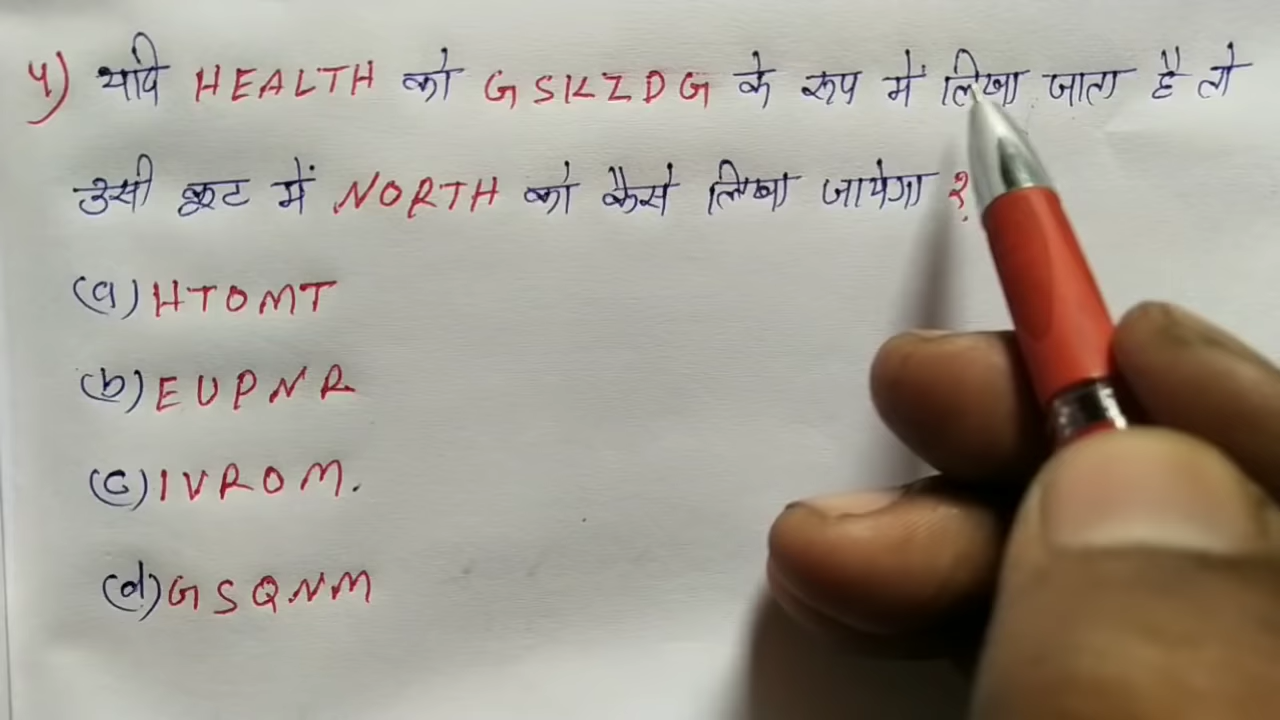 4) यदि HEALTH को GSKZDG के रूप में लिखा जाता है तो
उसी कूट में NORTH को कैसे लिखा जायेगा ?
(a) HTOMT
(b) EUPNR
(c) IVROM.
(d) GSQNM